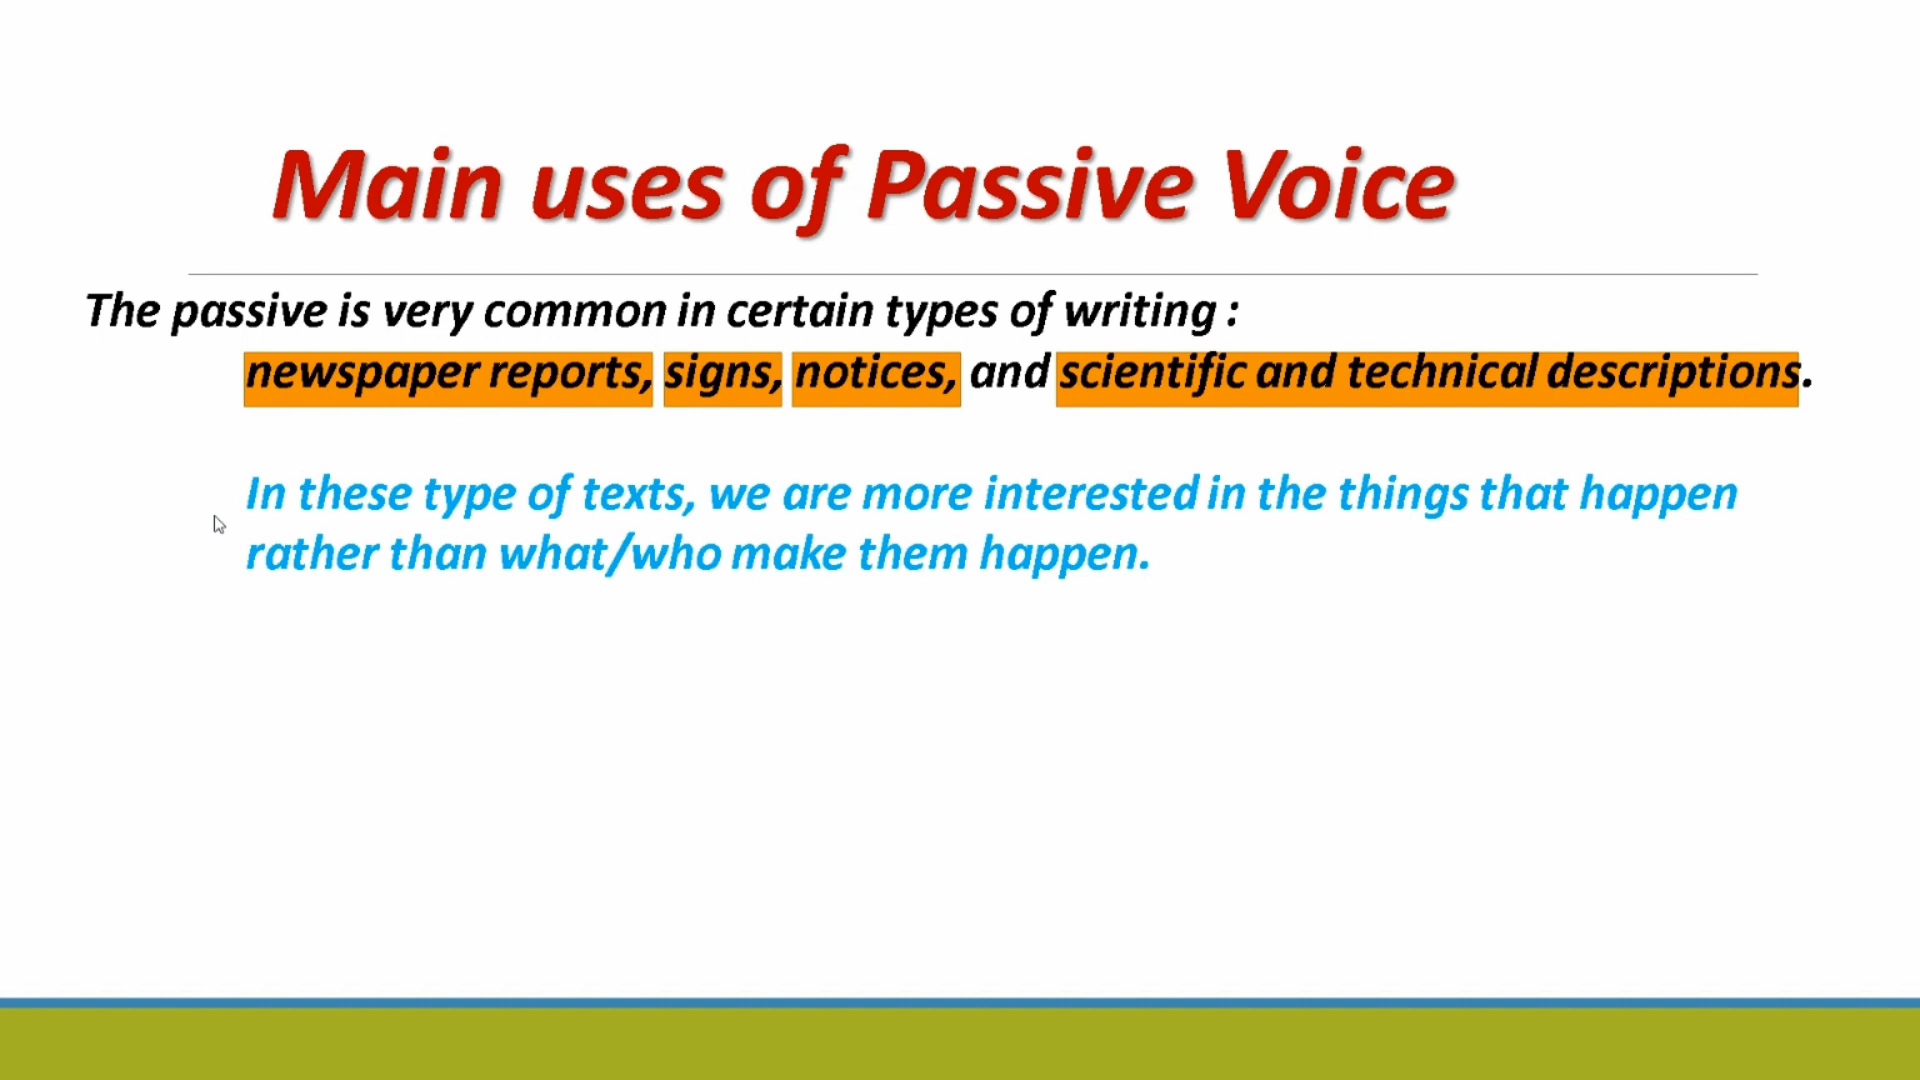 Main uses of Passive Voice
The passive is very common in certain types of writing :
newspaper reports, signs, notices, and scientific and technical descriptions.
In these type of texts, we are more interested in the things that happen
rather than what/who make them happen.